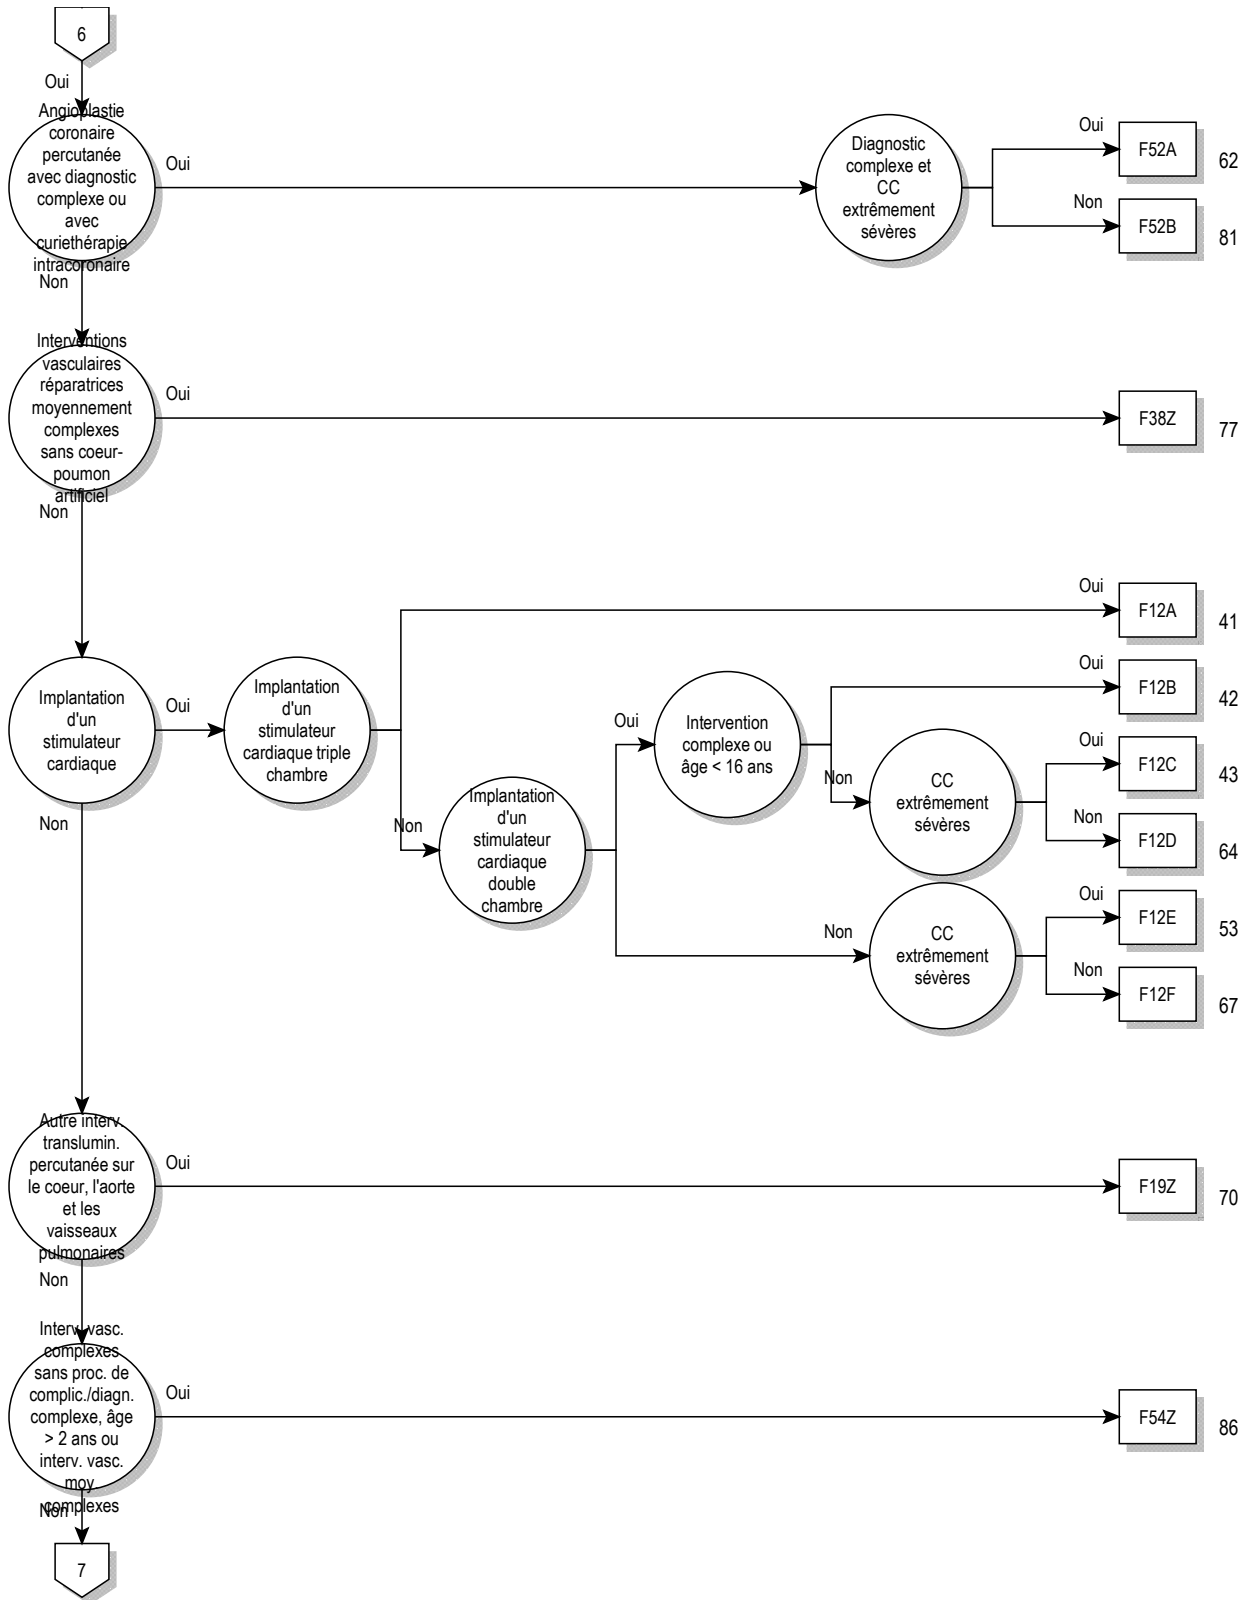 6
Oui
Angioplastie
coronaire
percutanée
avec diagnostic
complexe ou
avec
curiethérapie
intracoronaire
Oui
Diagnostic
complexe et
CC
extrêmement
sévères
Oui
F52A
62
Non
F52B
81
Non
Interventions
vasculaires
réparatrices
moyennement
complexes
sans coeur-
poumon
artificiel
Oui
F38Z
77
Non
Implantation
d'un
stimulateur
cardiaque
Oui
Implantation
d'un
stimulateur
cardiaque triple
chambre
Oui
F12A
41
Non
Implantation
d'un
stimulateur
cardiaque
double
chambre
Oui
Intervention
complexe ou
âge < 16 ans
Oui
F12B
42
Non
CC
extrêmement
sévères
Oui
F12C
43
Non
F12D
64
Non
CC
extrêmement
sévères
Oui
F12E
53
Non
F12F
67
Non
Autre interv.
translumin.
percutanée sur
le coeur, l'aorte
et les
vaisseaux
pulmonaires
Oui
F19Z
70
Non
Interv. vasc.
complexes
sans proc. de
complic./diagn.
complexe, âge
> 2 ans ou
interv. vasc.
moy.
complexes
Oui
F54Z
86
Non
7